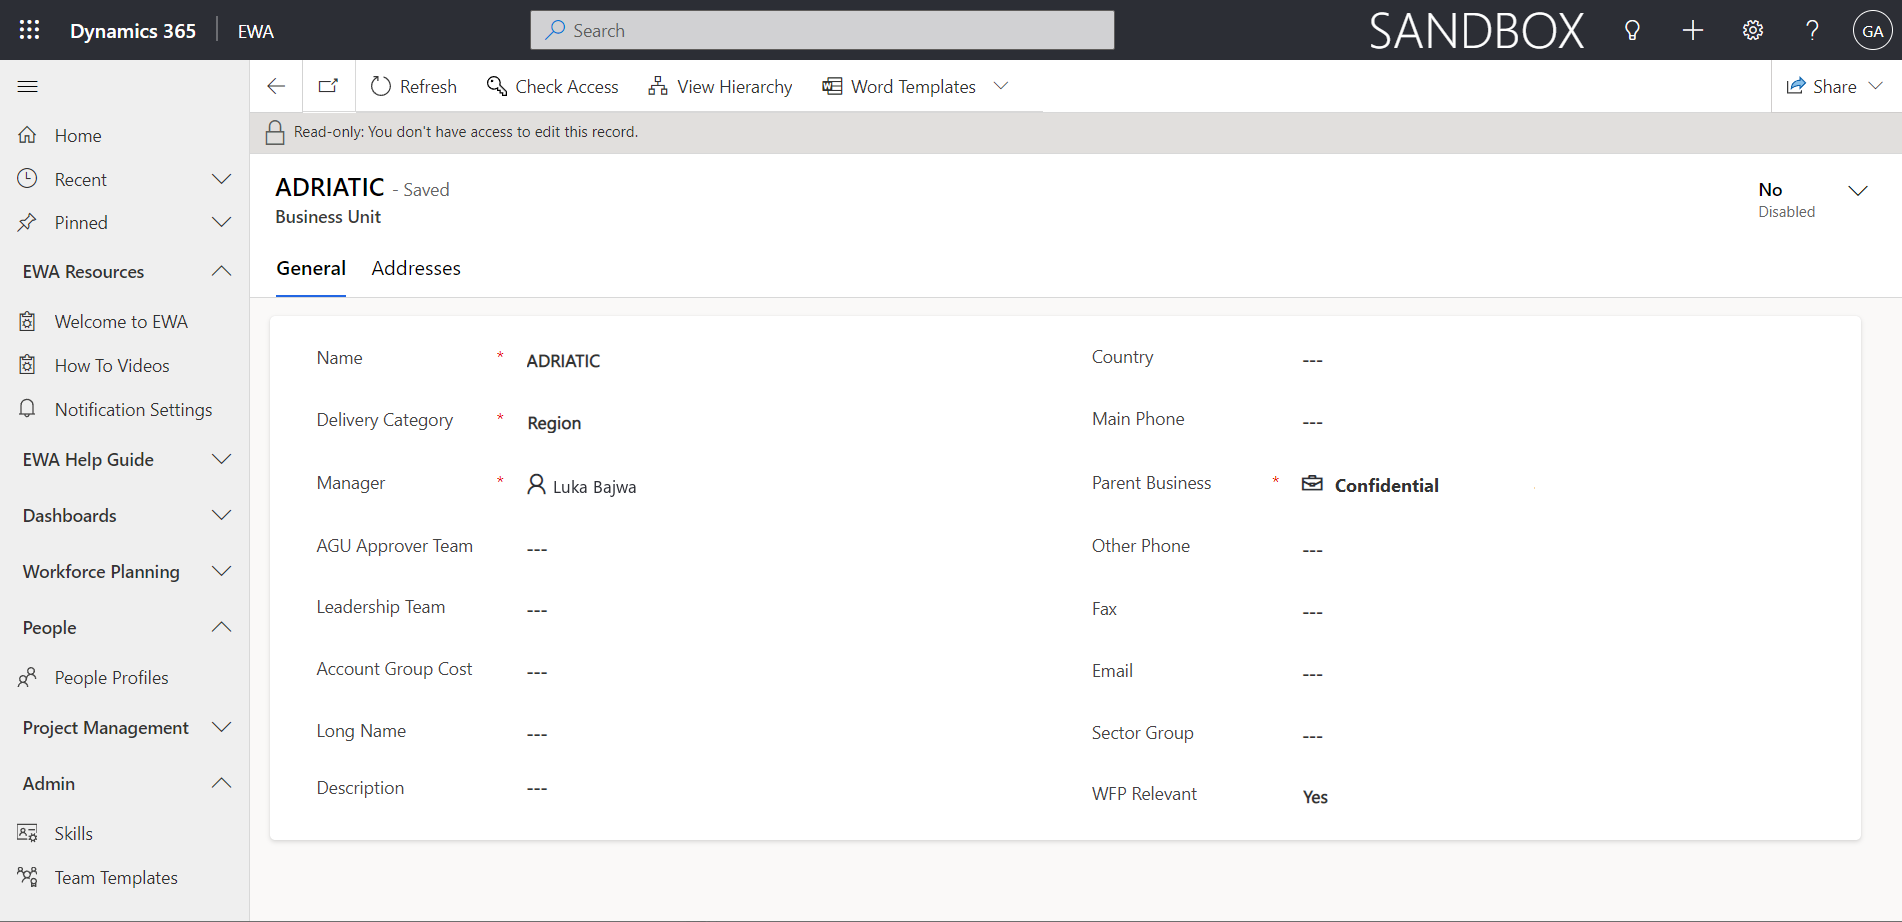 Dynamics 365 EWA Search SANDBOX GA
Refresh Check Access View Hierarchy Word Templates Share
Read-only: You don't have access to edit this record.
Home
Recent
Pinned
EWA Resources
Welcome to EWA
How To Videos
Notification Settings
EWA Help Guide
Dashboards
Workforce Planning
People
People Profiles
Project Management
Admin
Skills
Team Templates
ADRIATIC - Saved
Business Unit
No
Disabled
General Addresses
Name * ADRIATIC
Delivery Category * Region
Manager * Luka Bajwa
AGU Approver Team ---
Leadership Team ---
Account Group Cost ---
Long Name ---
Description ---
Country ---
Main Phone ---
Parent Business * Confidential
Other Phone ---
Fax ---
Email ---
Sector Group ---
WFP Relevant Yes